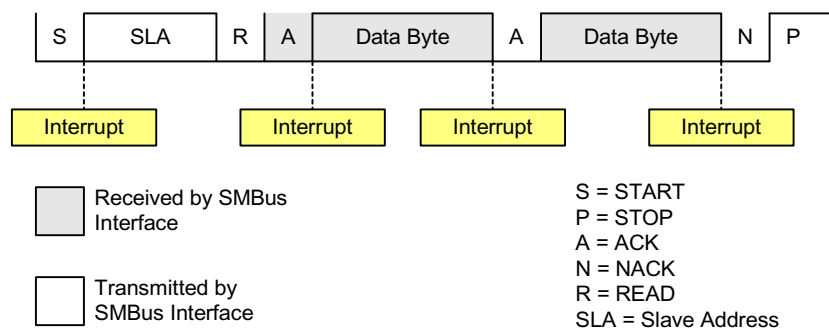 S SLA R A Data Byte A Data Byte N P
Interrupt Interrupt Interrupt Interrupt
Received by SMBus
Interface
Transmitted by
SMBus Interface
S = START
P = STOP
A = ACK
N = NACK
R = READ
SLA = Slave Address